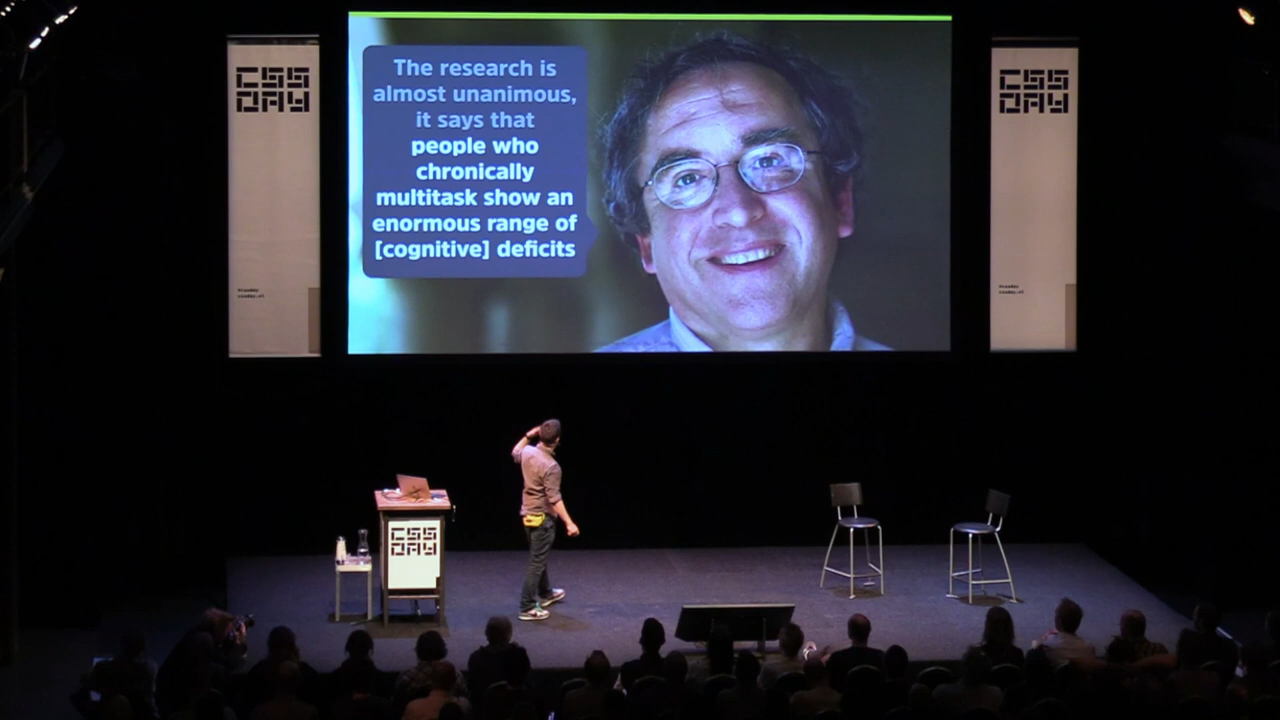 CSS
DAY
The research is
almost unanimous,
it says that
people who
chronically
multitask show an
enormous range of
[cognitive] deficits
CSS
DAY
CSS
DAY